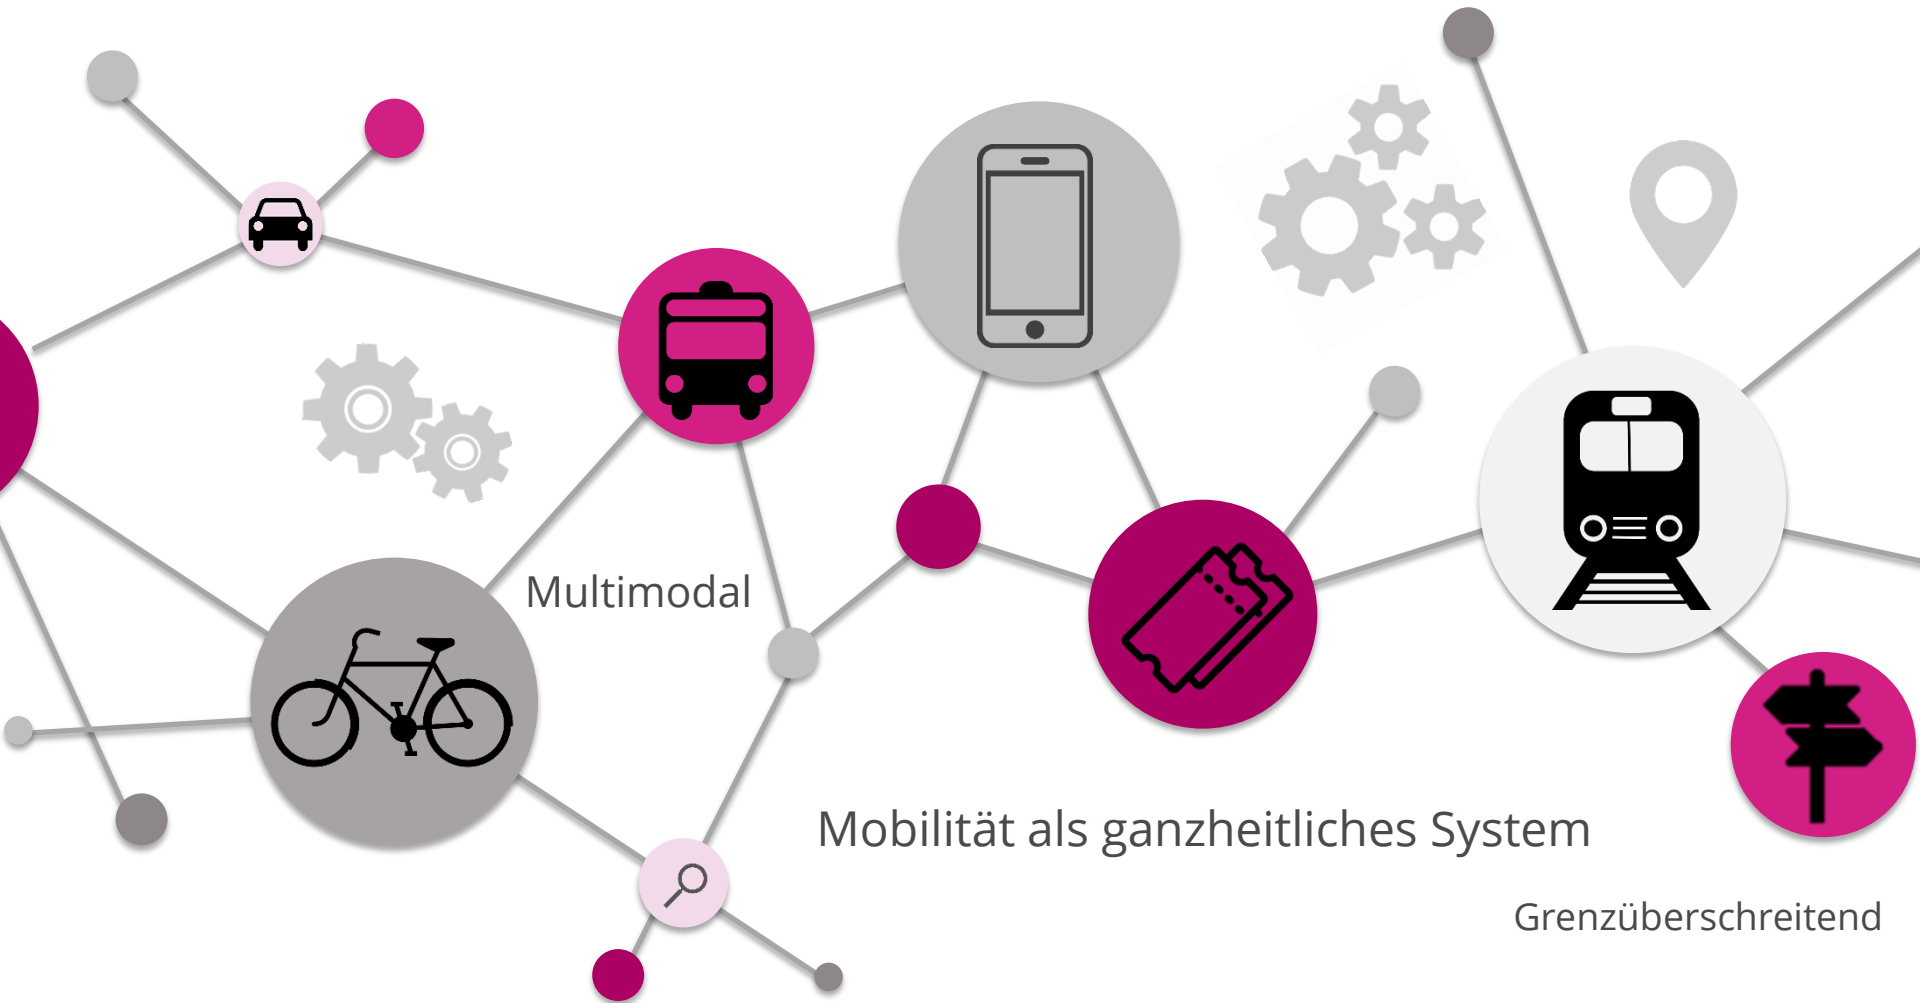 Multimodal
Mobilität als ganzheitliches System
Grenzüberschreitend